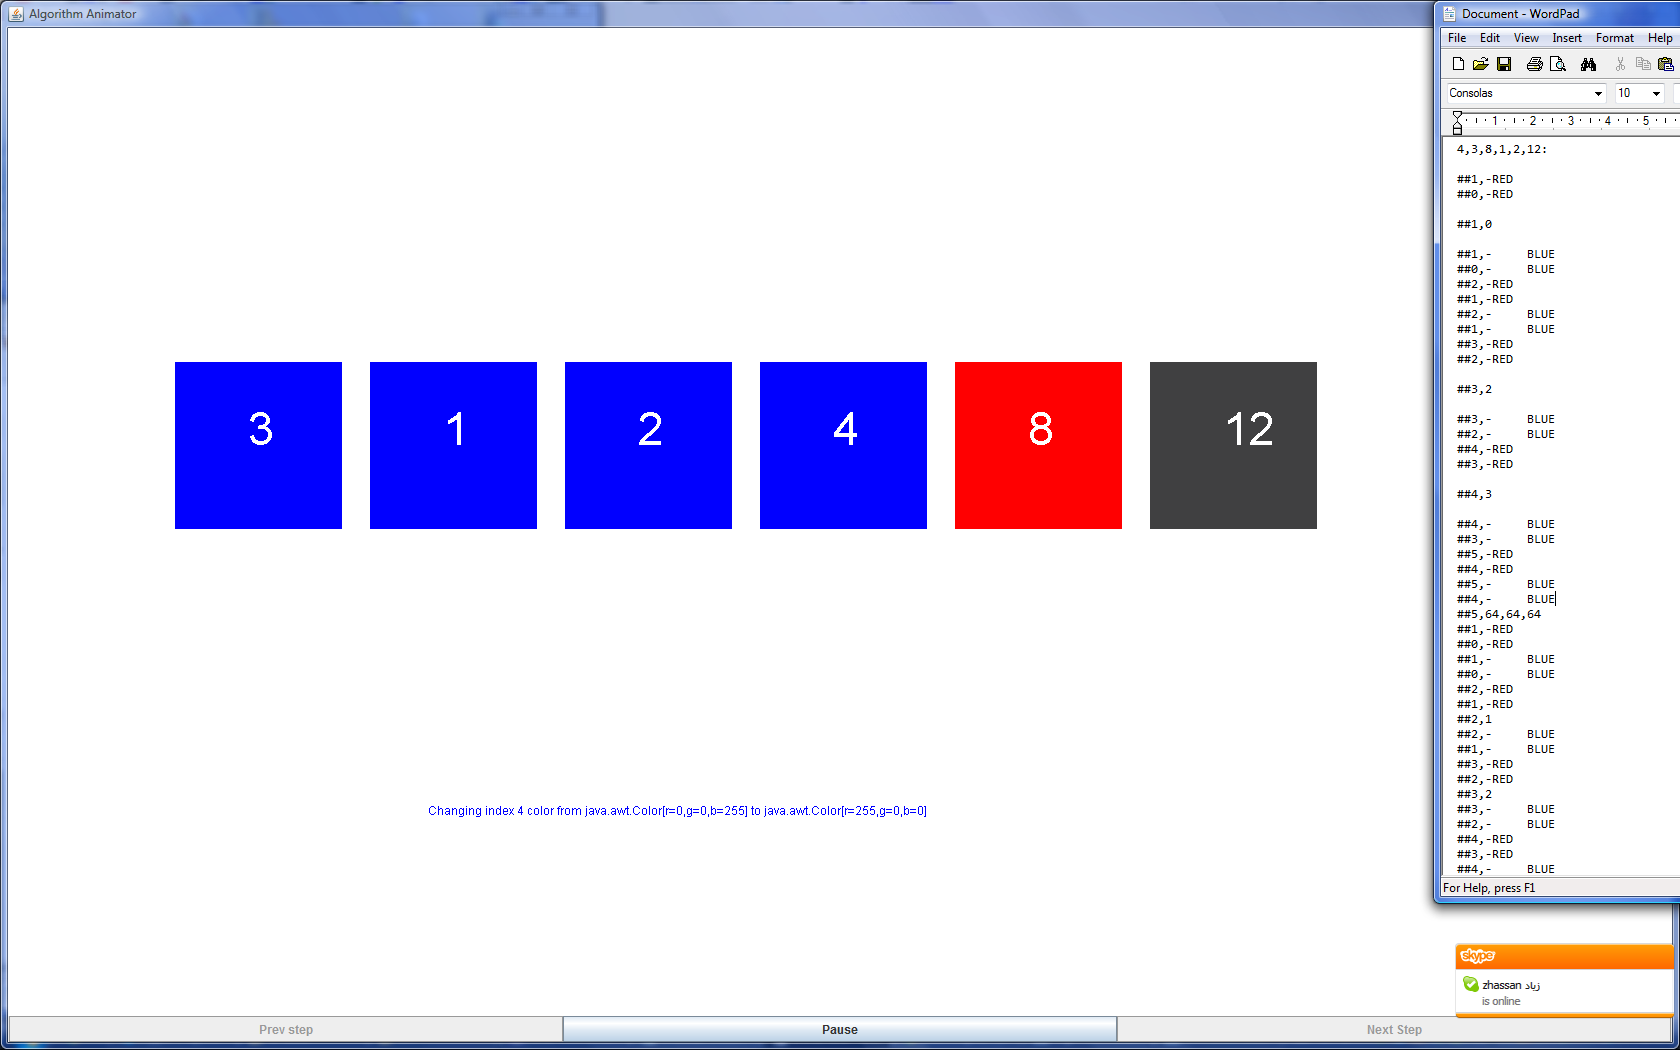 Algorithm Animator
3 1 2 4 8 12
Changing index 4 color from java.awt.Color[r=0,g=0,b=255] to java.awt.Color[r=255,g=0,b=0]
Prev step
Pause
Next Step
Document - WordPad
File Edit View Insert Format Help
Consolas 10
1 2 3 4 5
4,3,8,1,2,12:
##1,-RED
##0,-RED
##1,0
##1,- BLUE
##0,- BLUE
##2,-RED
##1,-RED
##2,- BLUE
##1,- BLUE
##3,-RED
##2,-RED
##3,2
##3,- BLUE
##2,- BLUE
##4,-RED
##3,-RED
##4,3
##4,- BLUE
##3,- BLUE
##5,-RED
##4,-RED
##5,- BLUE
##4,- BLUE
##5,64,64,64
##1,-RED
##0,-RED
##1,- BLUE
##0,- BLUE
##2,-RED
##1,-RED
##2,1
##2,- BLUE
##1,- BLUE
##3,-RED
##2,-RED
##3,2
##3,- BLUE
##2,- BLUE
##4,-RED
##3,-RED
##4,- BLUE
For Help, press F1
skype
zhassan زياد
is online